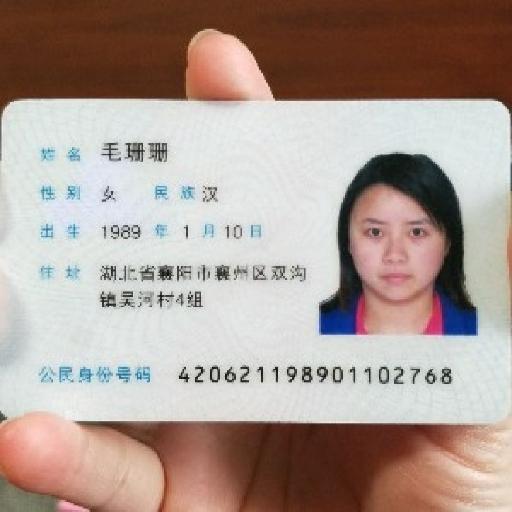 姓名 毛珊珊
性别 女 民族 汉
出生 1989 年 1 月 10 日
住址 湖北省襄阳市襄州区双沟
镇吴河村4组
公民身份号码 420621198901102768